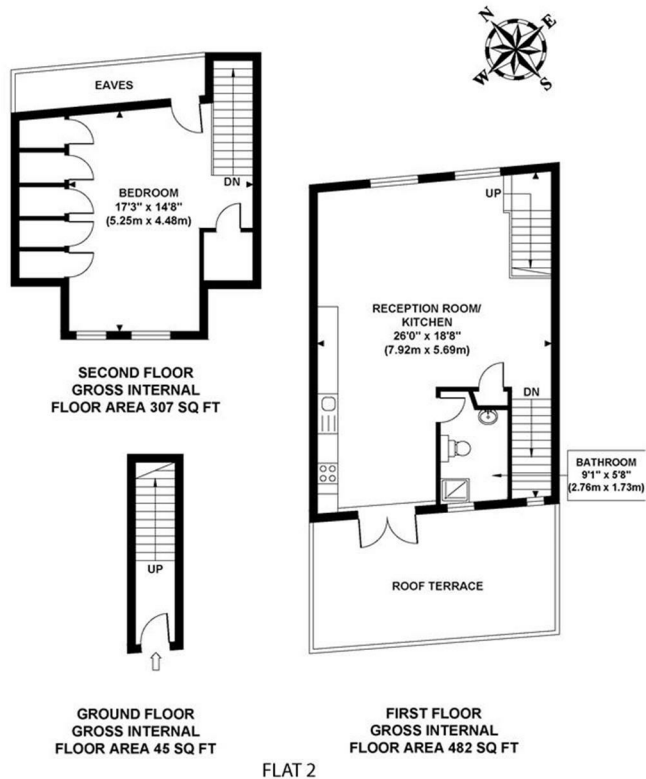 N
E
W
S
EAVES
DN
BEDROOM
17'3" x 14'8"
(5.25m x 4.48m)
SECOND FLOOR
GROSS INTERNAL
FLOOR AREA 307 SQ FT
UP
RECEPTION ROOM/
KITCHEN
26'0" x 18'8"
(7.92m x 5.69m)
DN
BATHROOM
9'1" x 5'8"
(2.76m x 1.73m)
ROOF TERRACE
UP
GROUND FLOOR
GROSS INTERNAL
FLOOR AREA 45 SQ FT
FIRST FLOOR
GROSS INTERNAL
FLOOR AREA 482 SQ FT
FLAT 2